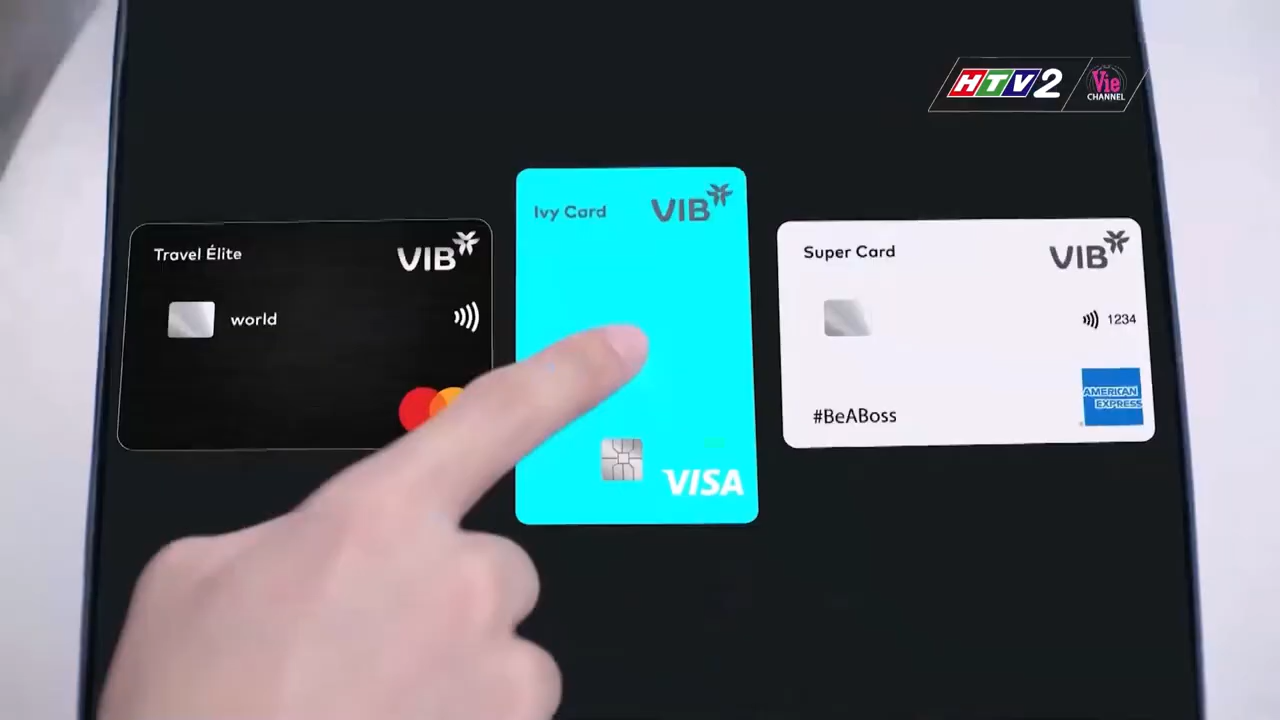 HTV2
Vie
CHANNEL
Travel Élite
VIB
world
Ivy Card
VIB
VISA
Super Card
VIB
1234
#BeABoss
AMERICAN
EXPRESS